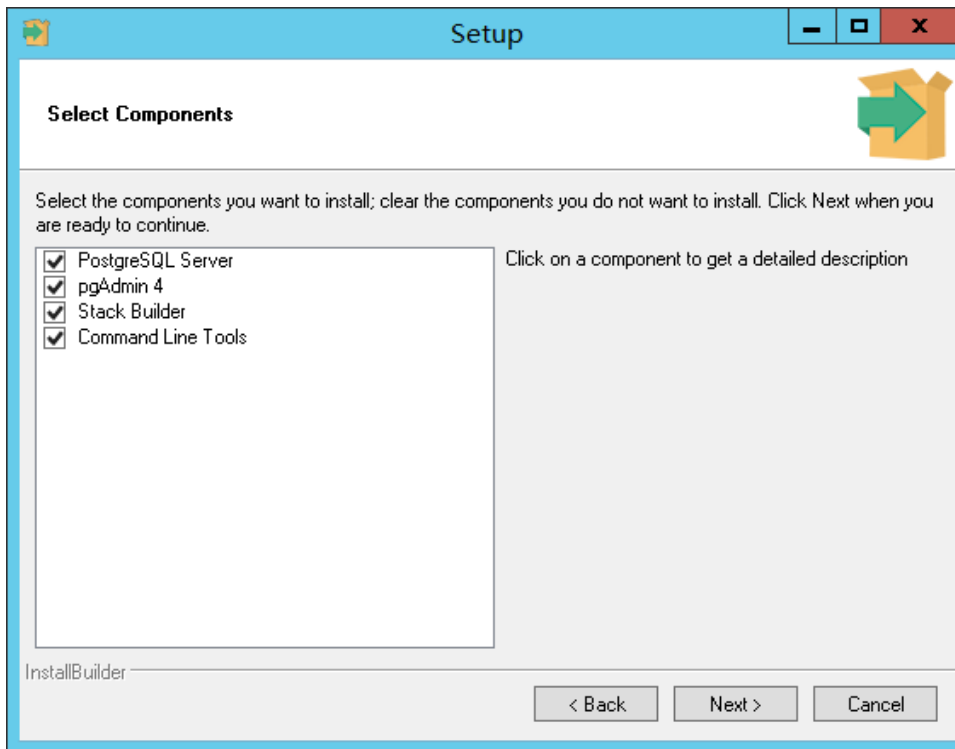 Setup
Select Components
Select the components you want to install; clear the components you do not want to install. Click Next when you
are ready to continue.
PostgreSQL Server
pgAdmin 4
Stack Builder
Command Line Tools
Click on a component to get a detailed description
InstallBuilder
< Back
Next >
Cancel